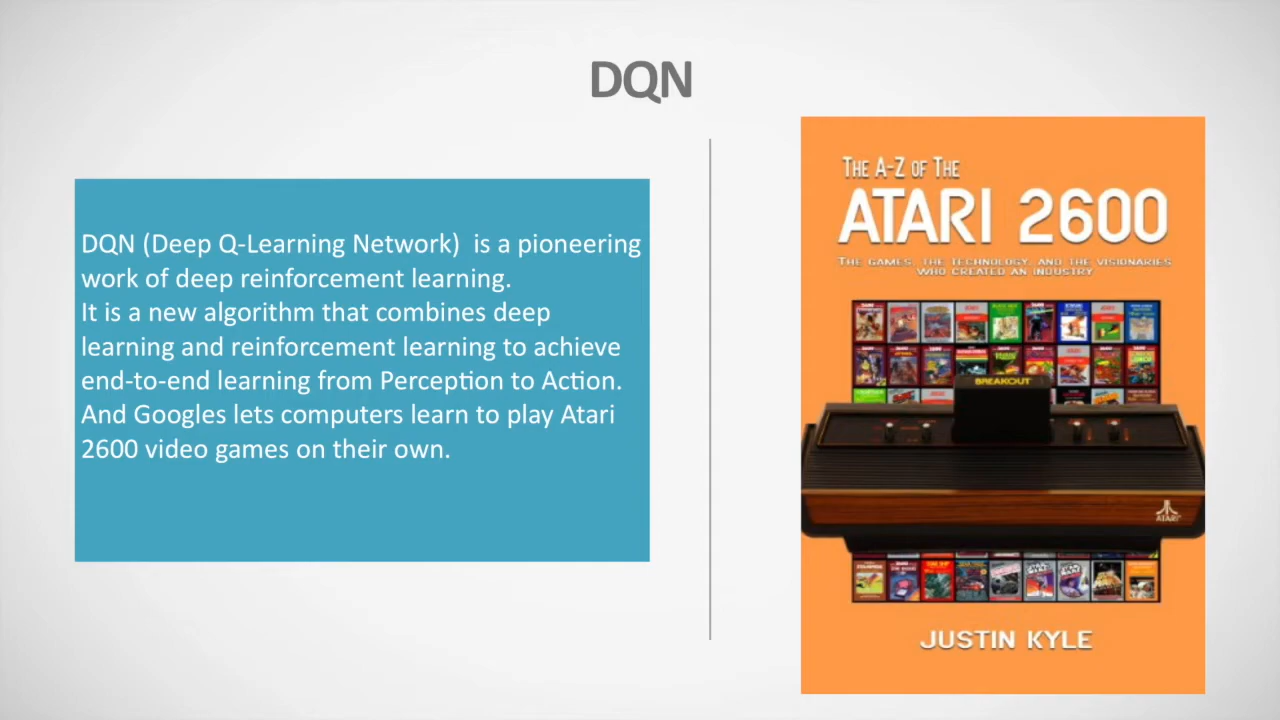 DQN
DQN (Deep Q-Learning Network)  is a pioneering
work of deep reinforcement learning.
It is a new algorithm that combines deep
learning and reinforcement learning to achieve
end-to-end learning from Perception to Action.
And Googles lets computers learn to play Atari
2600 video games on their own.
THE A-Z OF THE
ATARI 2600
THE GAMES, THE TECHNOLOGY, AND THE VISIONARIES
WHO CREATED AN INDUSTRY
BREAKOUT
ATARI
JUSTIN KYLE